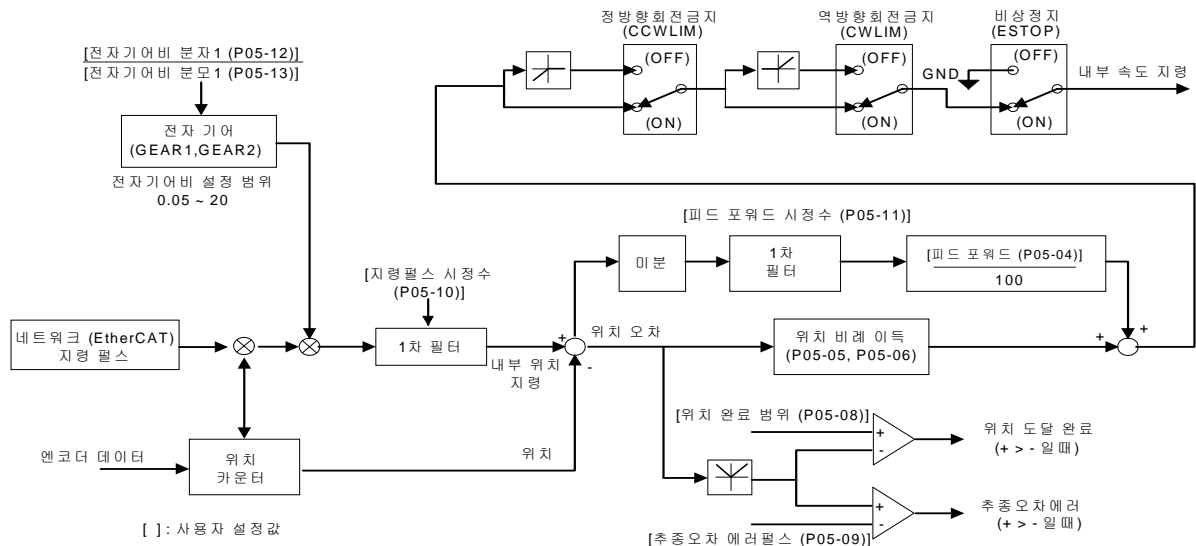 정방향회전금지
(CCWLIM)
역방향회전금지
(CWLIM)
비상정지
(ESTOP)
[전자기어비 분자1 (P05-12)]
[전자기어비 분모1 (P05-13)]
(OFF)
(OFF)
(OFF)
GND
내부 속도 지령
(ON)
(ON)
(ON)
전자 기어
(GEAR1,GEAR2)
전자기어비 설정 범위
0.05 ~ 20
[피드 포워드 시정수 (P05-11)]
미분
1차
필터
[피드 포워드 (P05-04)]
100
[지령펄스 시정수
(P05-10)]
네트워크 (EtherCAT)
지령 펄스
1차 필터
+
-
위치 오차
내부 위치
지령
위치 비례 이득
(P05-05, P05-06)
+
+
[위치 완료 범위 (P05-08)]
+
-
위치 도달 완료
(+ > - 일때)
엔코더 데이터
위치
카운터
위치
+
-
추종오차에러
(+ > - 일때)
[추종오차 에러펄스 (P05-09)]
[ ] : 사용자 설정값